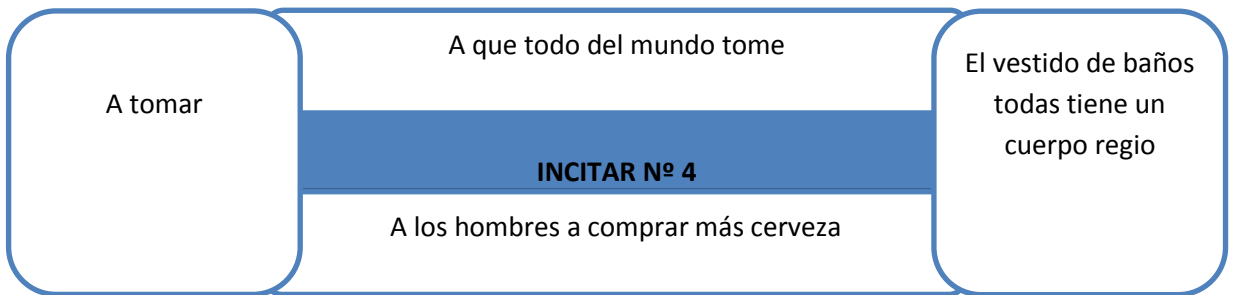 A tomar
A que todo del mundo tome
INCITAR Nº 4
A los hombres a comprar más cerveza
El vestido de baños
todas tiene un
cuerpo regio